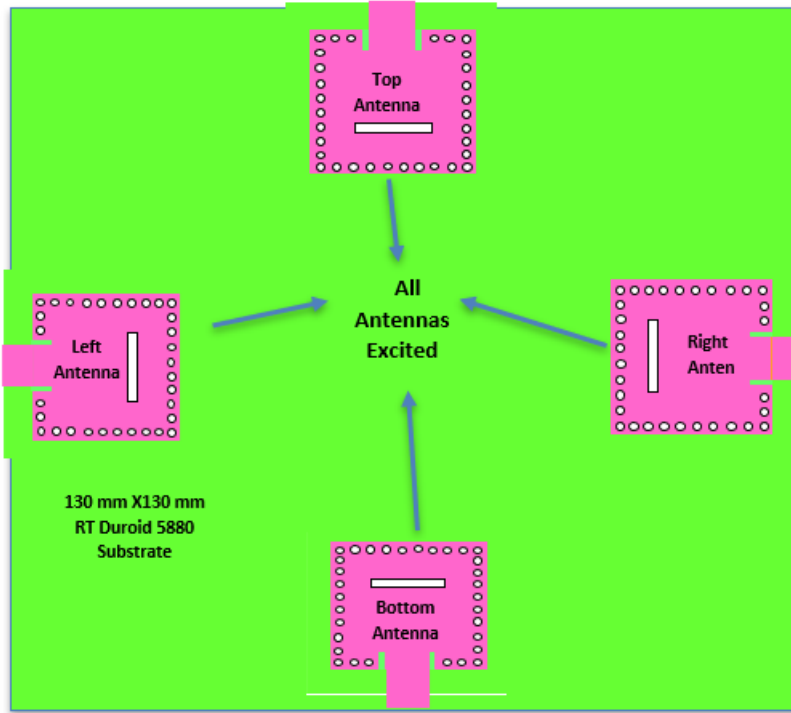 Top
Antenna
All
Antennas
Excited
Left
Antenna
Right
Anten
130 mm X130 mm
RT Duroid 5880
Substrate
Bottom
Antenna